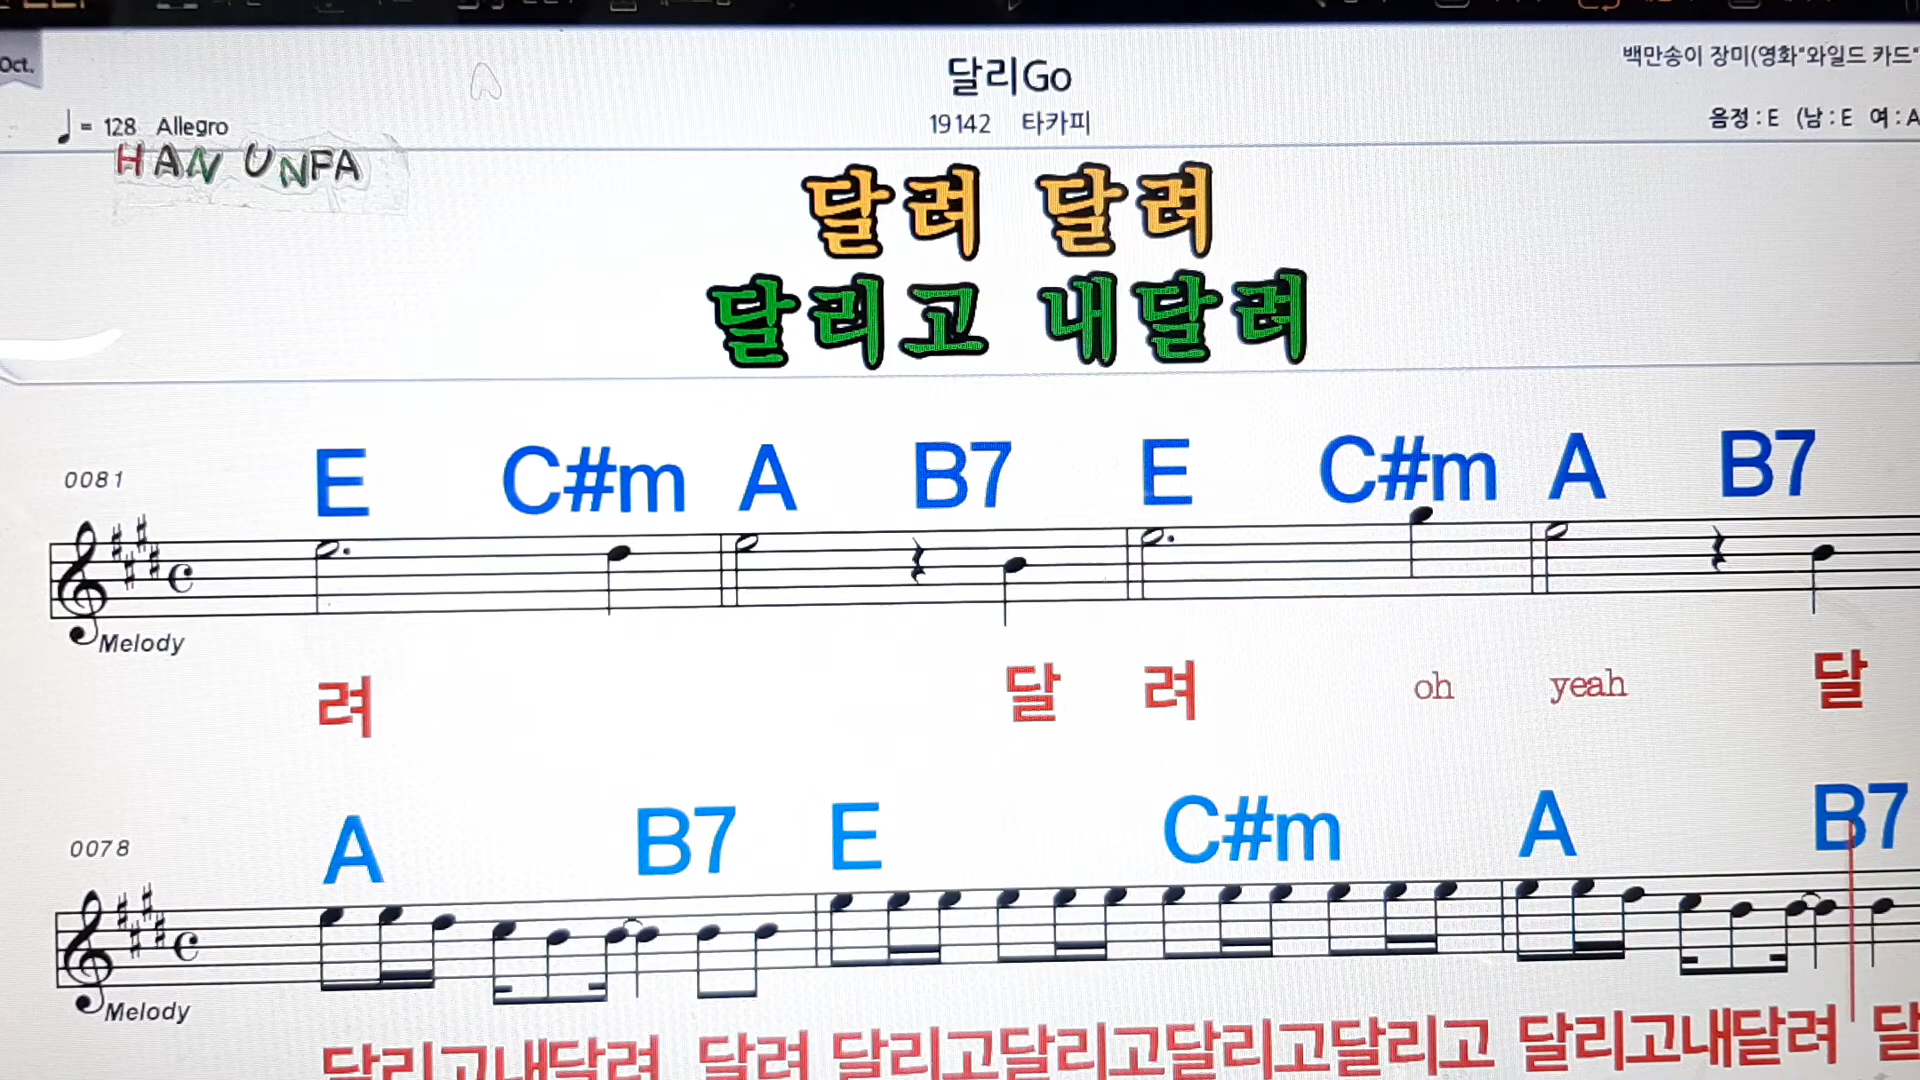 Oct.
달리Go
백만송이 장미(영화"와일드 카드"
= 128 Allegro
19142 타카피
음정 : E (남 : E 여 : A
HAN UNFA
달려 달려
달리고 내달려
E C#m A B7 E C#m A B7
0081
Melody
려 달 려 oh yeah 달
A B7 E C#m A B7
0078
Melody
달리고내달려 달려 달리고달리고달리고달리고 달리고내달려 달